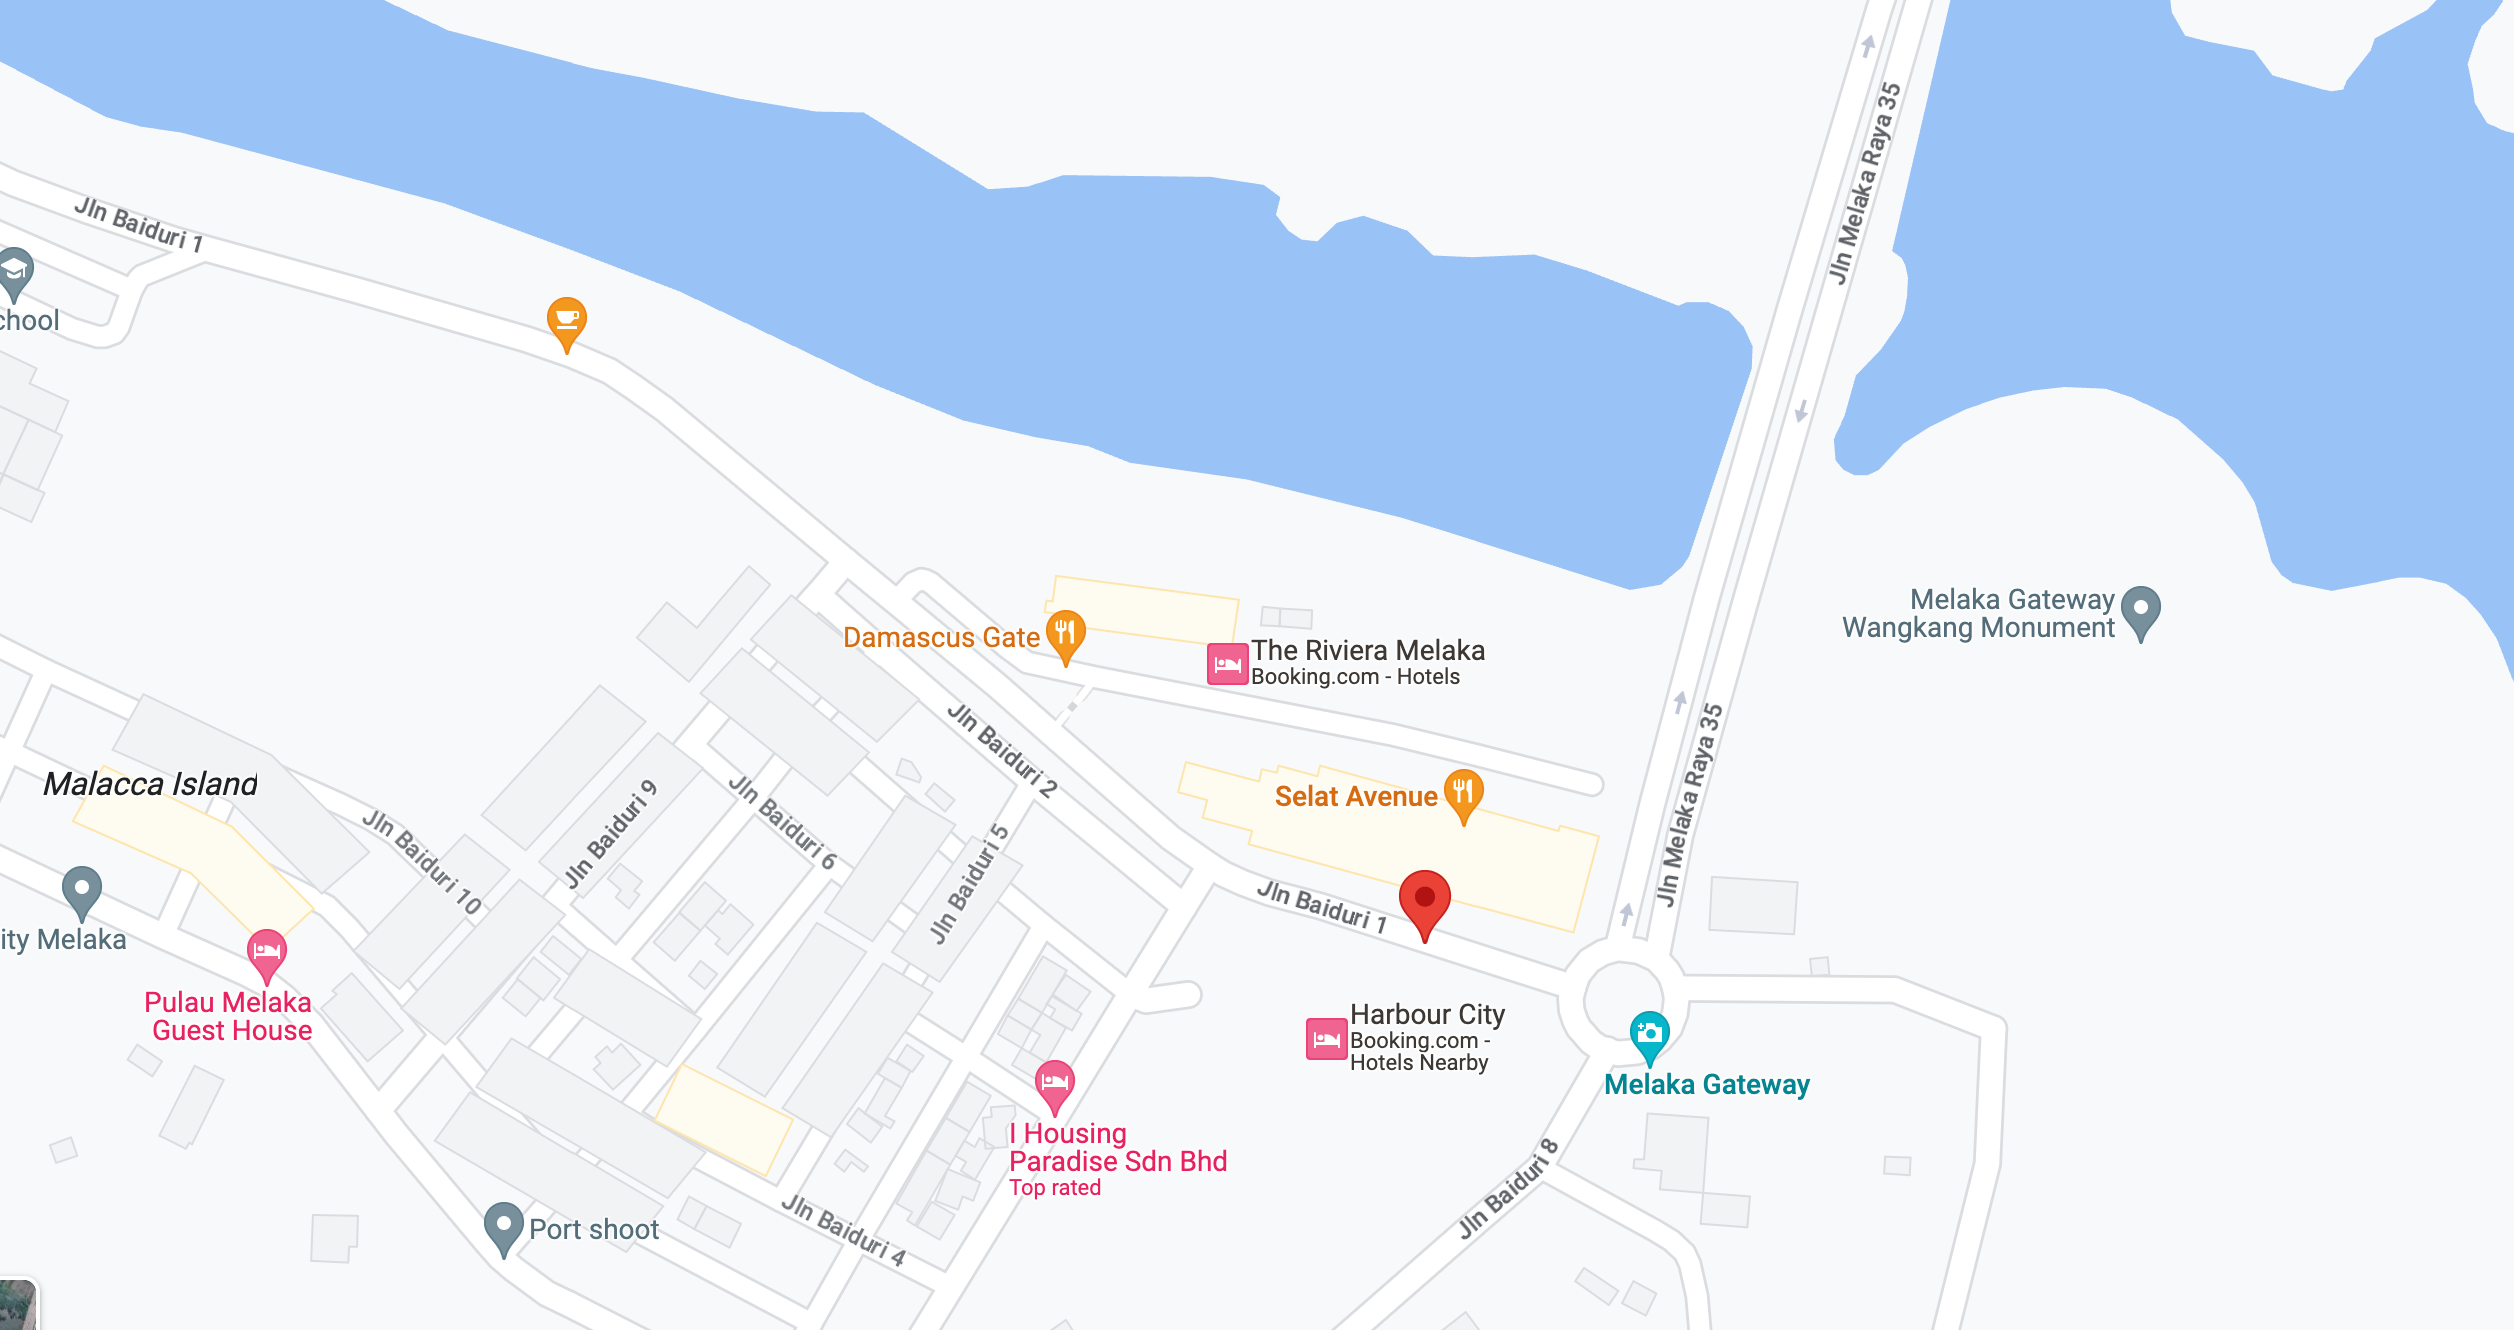 Jln Melaka Raya 35
Jln Baiduri 1
chool
Melaka Gateway
Wangkang Monument
Damascus Gate
The Riviera Melaka
Booking.com - Hotels
Jln Baiduri 2
Malacca Island
Jln Baiduri 9
Jln Baiduri 6
Jln Baiduri 10
Jln Baiduri 5
Selat Avenue
Jln Melaka Raya 35
Jln Baiduri 1
ity Melaka
Pulau Melaka
Guest House
Harbour City
Booking.com -
Hotels Nearby
Melaka Gateway
I Housing
Paradise Sdn Bhd
Top rated
Jln Baiduri 8
Port shoot
Jln Baiduri 4